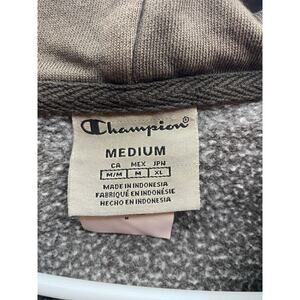 Champion®
MEDIUM
CA MEX JPN
M/M M XL
MADE IN INDONESIA
FABRIQUÉ EN INDONÉSIE
HECHO EN INDONESIA